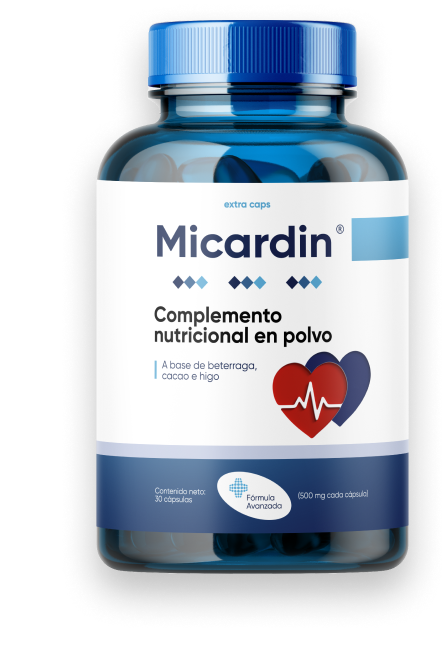 extra caps
Micardin®
Complemento
nutricional en polvo
A base de beterraga,
cacao e higo
Contenido neto:
30 cápsulas
Fórmula
Avanzada
(500 mg cada cápsula)